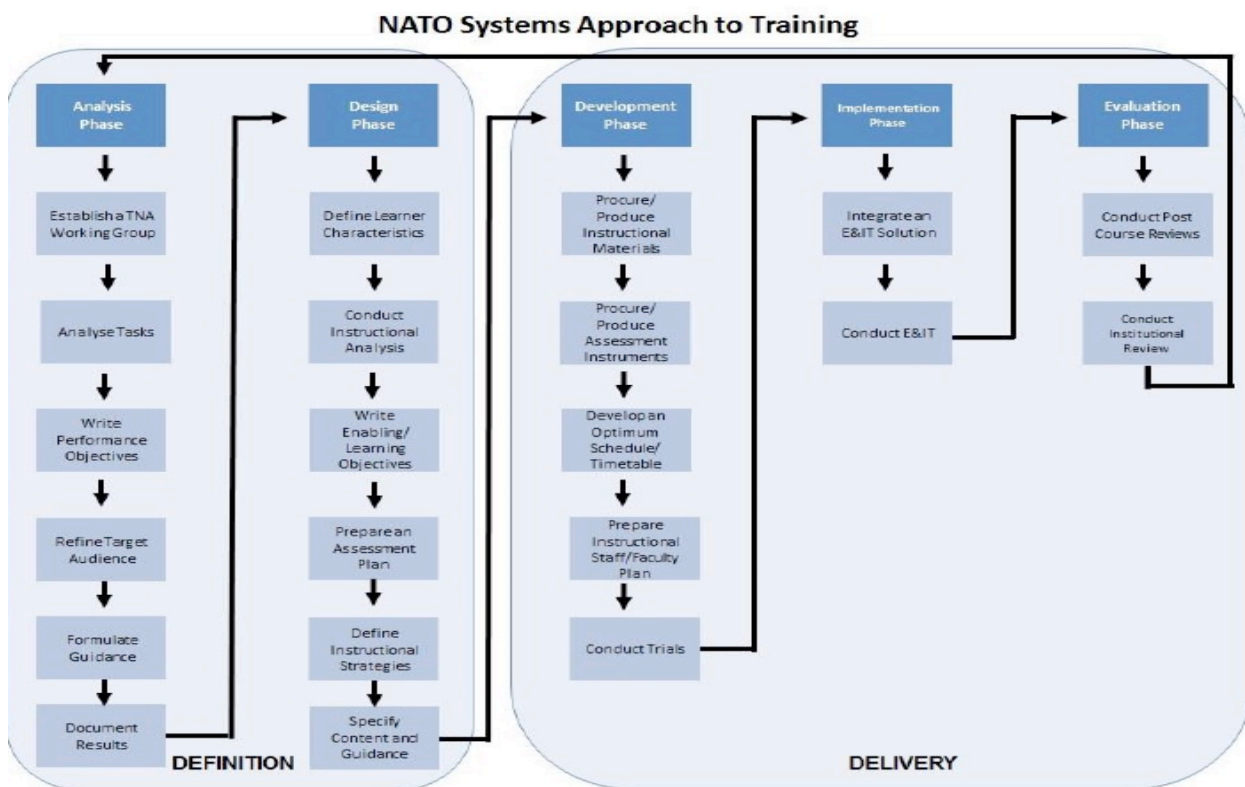 NATO Systems Approach to Training
Analysis
Phase
Establish a TNA
Working Group
Analyse Tasks
Write
Performance
Objectives
Refine Target
Audience
Formulate
Guidance
Document
Results
Design
Phase
Define Learner
Characteristics
Conduct
Instructional
Analysis
Write
Enabling/
Learning
Objectives
Prepare an
Assessment
Plan
Define
Instructional
Strategies
Specify
Content and
Guidance
DEFINITION
Development
Phase
Procure/
Produce
Instructional
Materials
Procure/
Produce
Assessment
Instruments
Develop an
Optimum
Schedule/
Timetable
Prepare
Instructional
Staff/Faculty
Plan
Conduct Trials
Implementation
Phase
Integrate an
E&IT Solution
Conduct E&IT
Evaluation
Phase
Conduct Post
Course Reviews
Conduct
Institutional
Review
DELIVERY